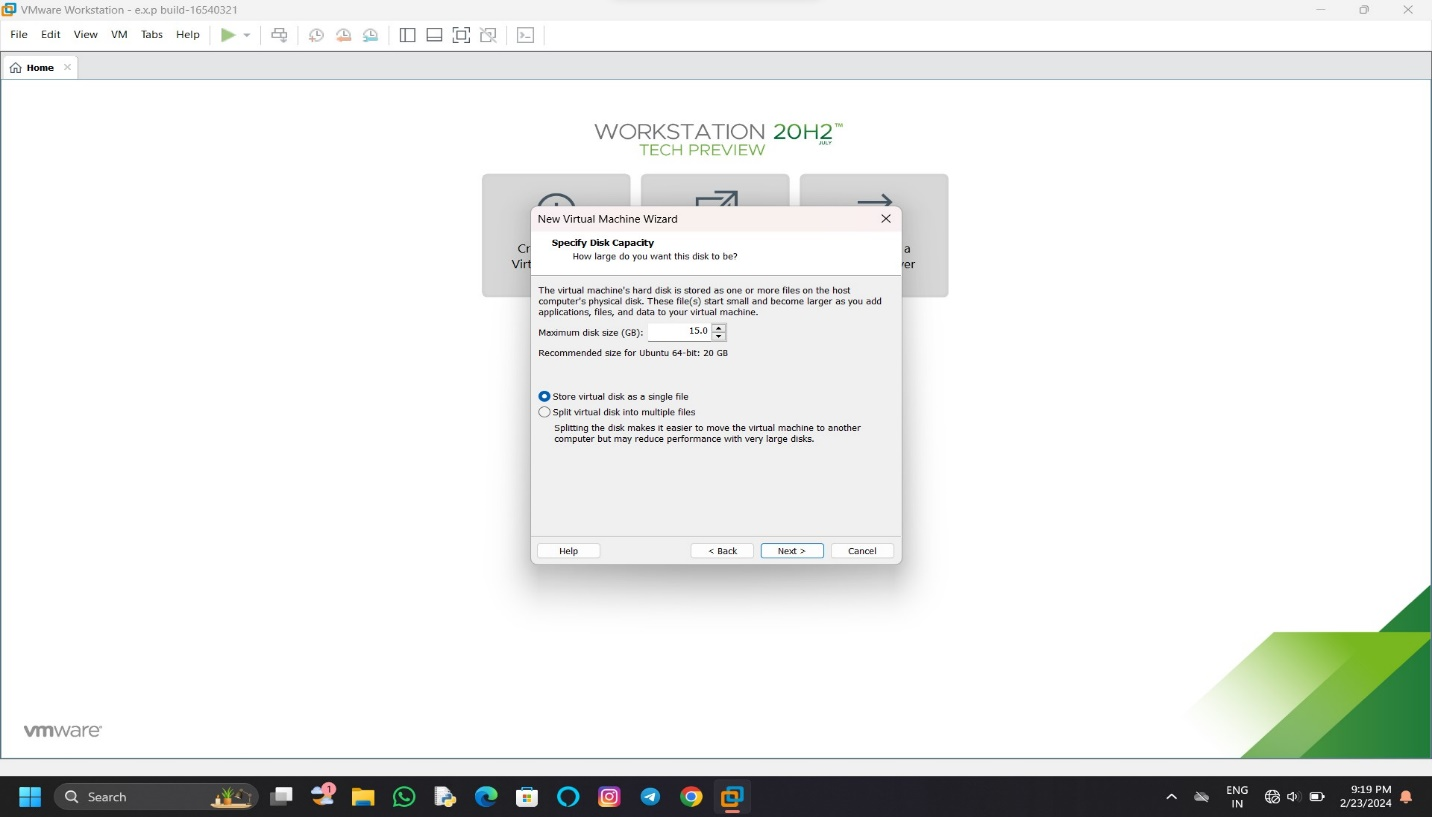 VMware Workstation - e.x.p build-16540321
File Edit View VM Tabs Help
Home
WORKSTATION 20H2™
JULY
TECH PREVIEW
Cr
Virt
a
ver
New Virtual Machine Wizard
Specify Disk Capacity
How large do you want this disk to be?
The virtual machine's hard disk is stored as one or more files on the host
computer's physical disk. These file(s) start small and become larger as you add
applications, files, and data to your virtual machine.
Maximum disk size (GB): 15.0
Recommended size for Ubuntu 64-bit: 20 GB
Store virtual disk as a single file
Split virtual disk into multiple files
Splitting the disk makes it easier to move the virtual machine to another
computer but may reduce performance with very large disks.
Help < Back Next > Cancel
vmware
Search
1
ENG
IN
9:19 PM
2/23/2024